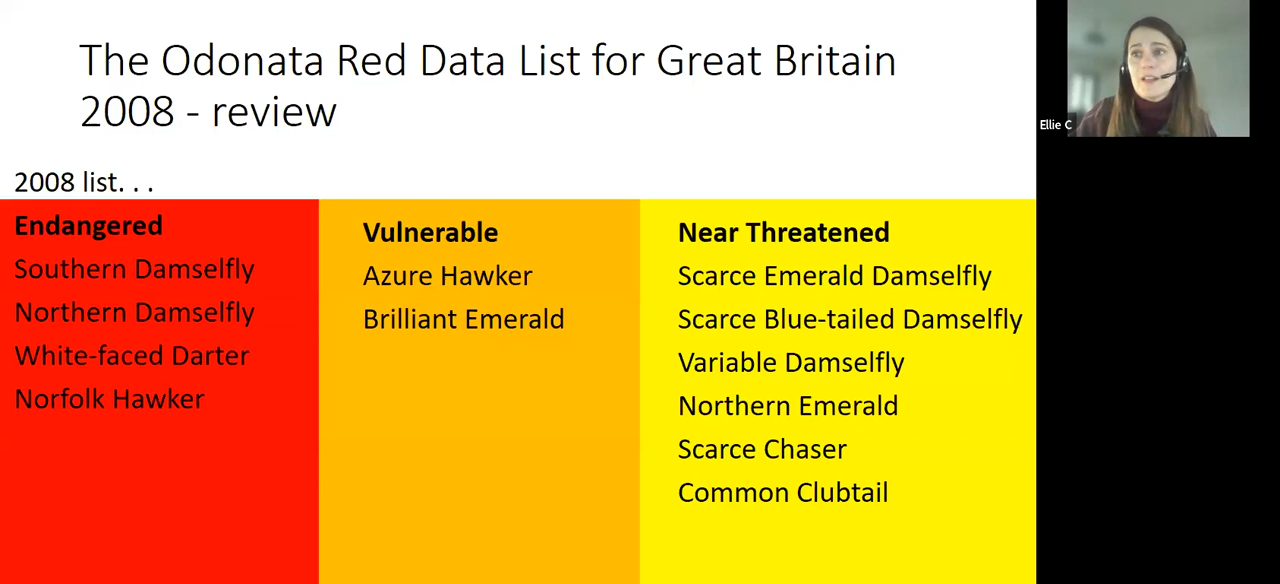 The Odonata Red Data List for Great Britain
2008 - review
2008 list. . .
Endangered
Southern Damselfly
Northern Damselfly
White-faced Darter
Norfolk Hawker
Vulnerable
Azure Hawker
Brilliant Emerald
Near Threatened
Scarce Emerald Damselfly
Scarce Blue-tailed Damselfly
Variable Damselfly
Northern Emerald
Scarce Chaser
Common Clubtail
Ellie C